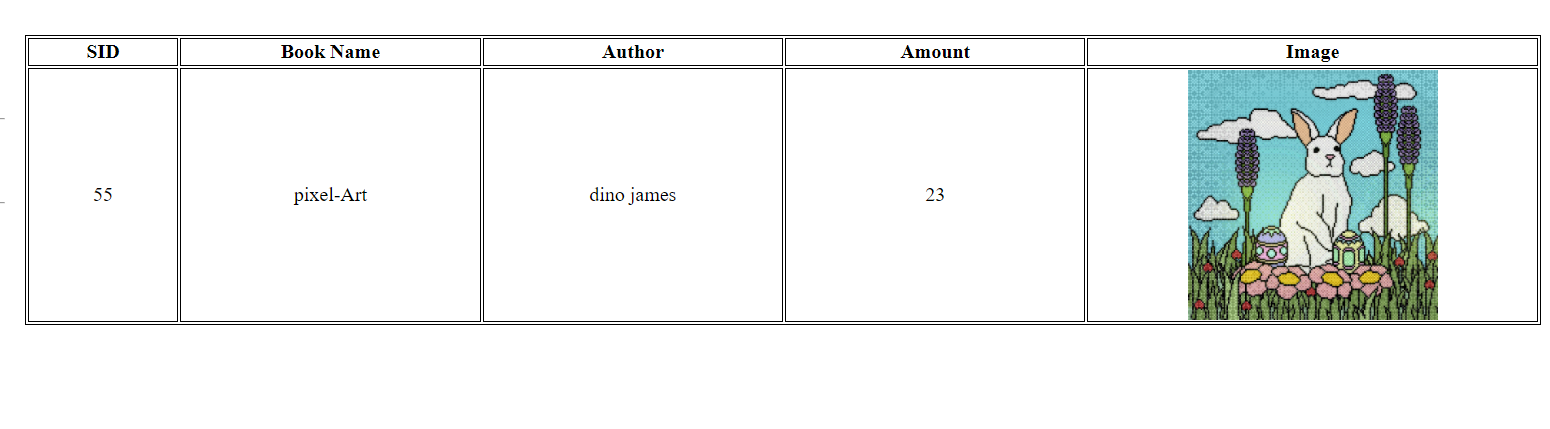 SID Book Name Author Amount Image
55 pixel-Art dino james 23